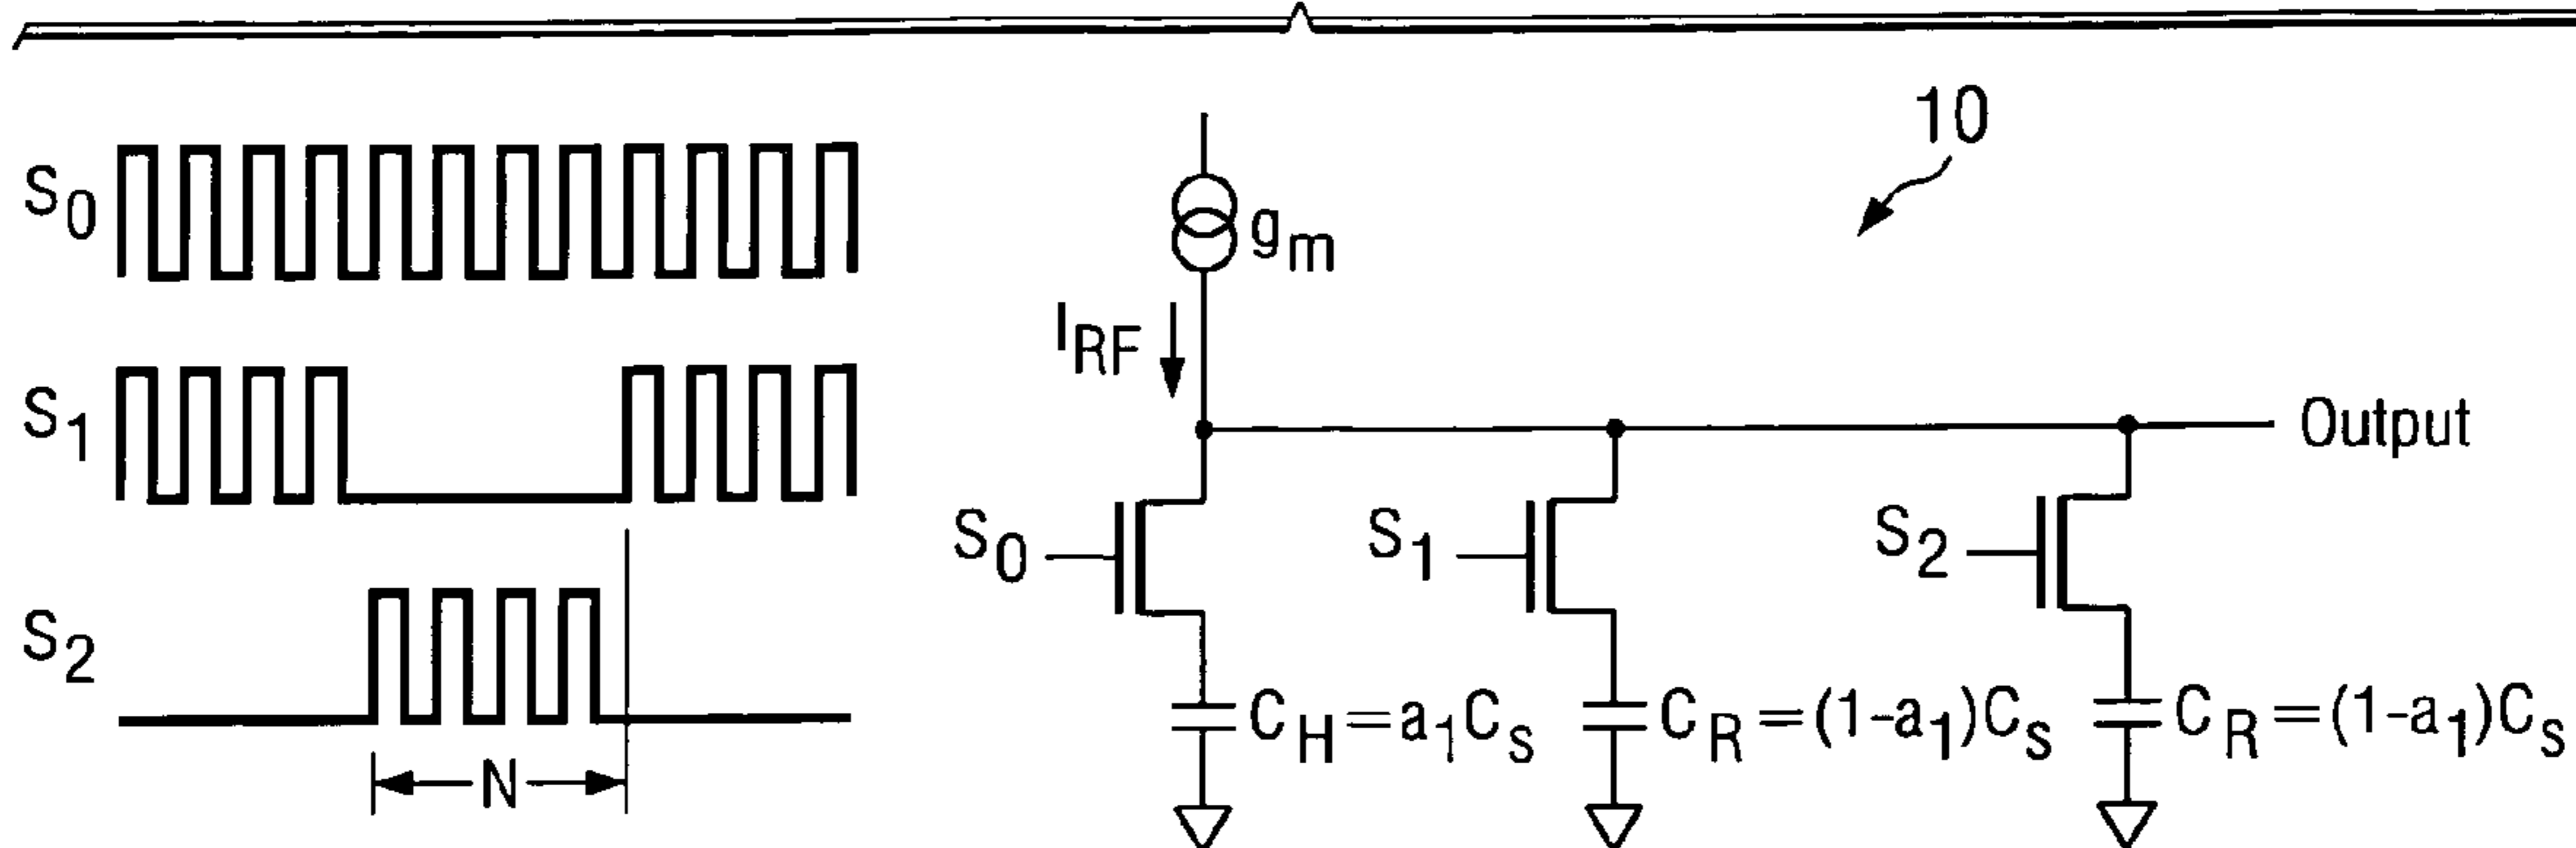 10
S0
gm
IRF
S1
Output
S0
S1
S2
S2
CH=a1Cs
CR=(1-a1)Cs
CR=(1-a1)Cs
N